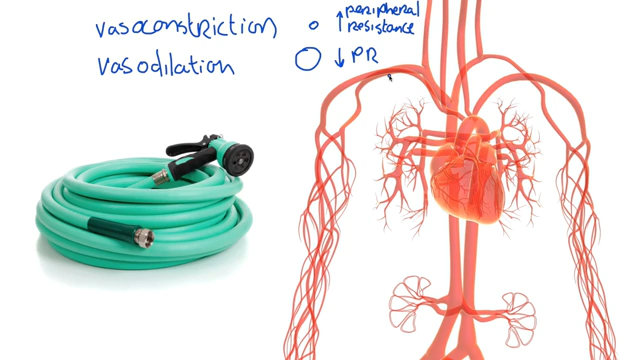 vasoconstriction ↑ peripheral resistance
vasodilation ↓ PR